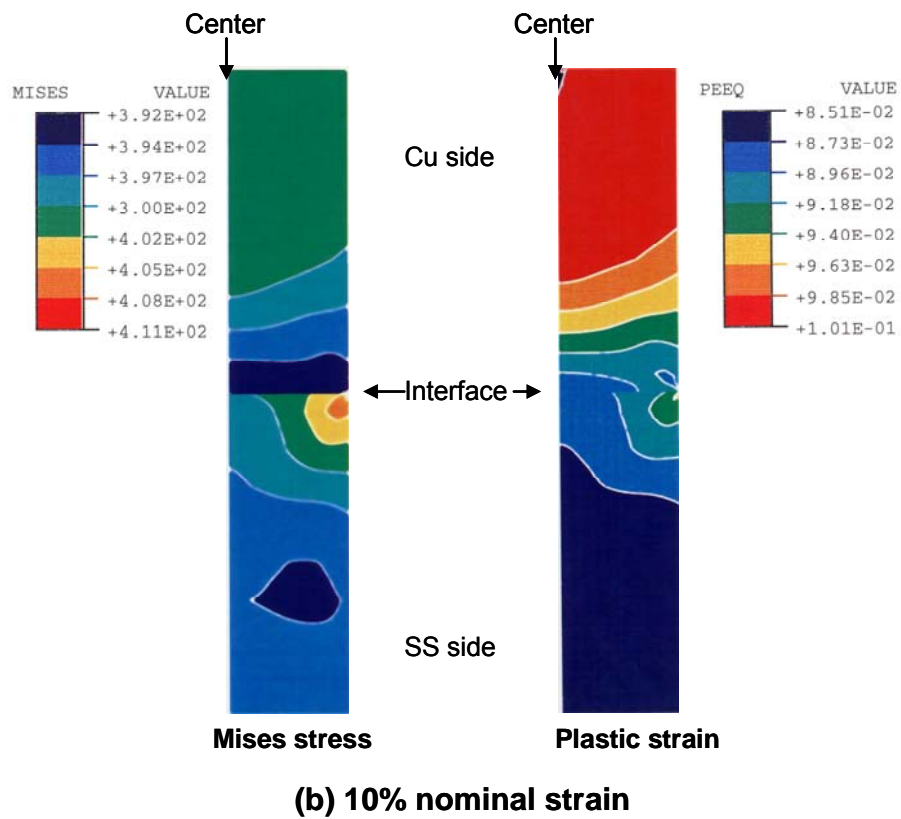 Center
Center
MISES VALUE
+3.92E+02
+3.94E+02
+3.97E+02
+3.00E+02
+4.02E+02
+4.05E+02
+4.08E+02
+4.11E+02
PEEQ VALUE
+8.51E-02
+8.73E-02
+8.96E-02
+9.18E-02
+9.40E-02
+9.63E-02
+9.85E-02
+1.01E-01
Cu side
Interface
SS side
Mises stress
Plastic strain
(b) 10% nominal strain